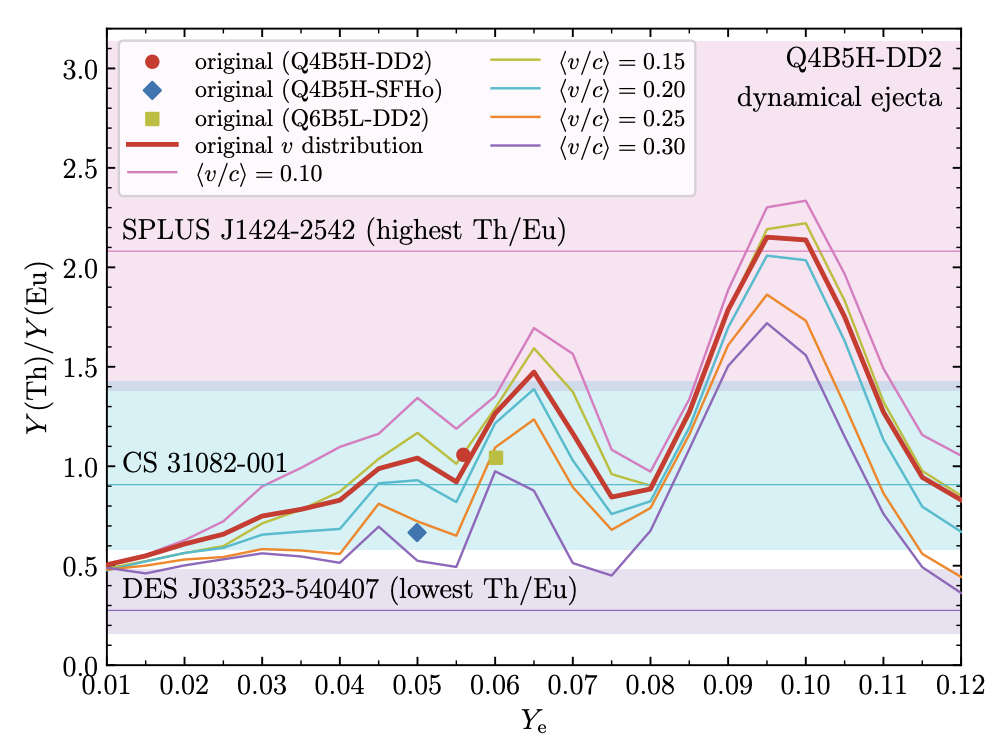 original (Q4B5H-DD2)
original (Q4B5H-SFHo)
original (Q6B5L-DD2)
original v distribution
⟨v/c⟩ = 0.10
⟨v/c⟩ = 0.15
⟨v/c⟩ = 0.20
⟨v/c⟩ = 0.25
⟨v/c⟩ = 0.30
Q4B5H-DD2
dynamical ejecta
SPLUS J1424-2542 (highest Th/Eu)
CS 31082-001
DES J033523-540407 (lowest Th/Eu)
Y(Th)/Y(Eu)
3.0
2.5
2.0
1.5
1.0
0.5
0.0
0.01 0.02 0.03 0.04 0.05 0.06 0.07 0.08 0.09 0.10 0.11 0.12
Yₑ